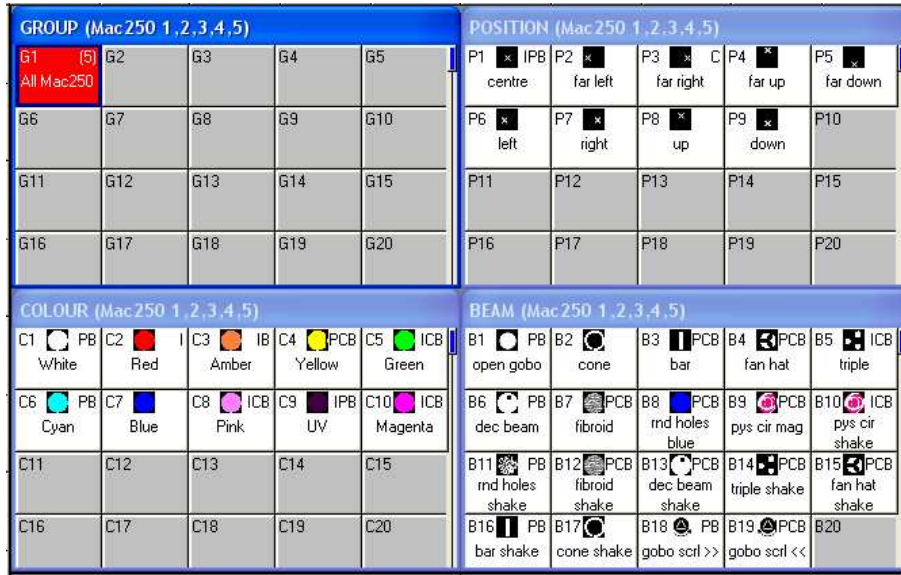 GROUP (Mac250 1,2,3,4,5)
G1 (5) G2 G3 G4 G5
All Mac250
G6 G7 G8 G9 G10
G11 G12 G13 G14 G15
G16 G17 G18 G19 G20
POSITION (Mac250 1,2,3,4,5)
P1 IPB P2 P3 C P4 P5
centre far left far right far up far down
P6 P7 P8 P9 P10
left right up down
P11 P12 P13 P14 P15
P16 P17 P18 P19 P20
COLOUR (Mac250 1,2,3,4,5)
C1 PB C2 I C3 IB C4 PCB C5 ICB
White Red Amber Yellow Green
C6 PB C7 C8 ICB C9 IPB C10 ICB
Cyan Blue Pink UV Magenta
C11 C12 C13 C14 C15
C16 C17 C18 C19 C20
BEAM (Mac250 1,2,3,4,5)
B1 PB B2 B3 PCB B4 PCB B5 ICB
open gobo cone bar fan hat triple
B6 PB B7 PCB B8 PCB B9 PCB B10 ICB
dec beam fibroid rnd holes pys cir mag pys cir
blue shake
B11 PB B12 PCB B13 PCB B14 PCB B15 PCB
rnd holes fibroid dec beam triple shake fan hat
shake shake shake shake
B16 PB B17 B18 PB B19 PCB B20
bar shake cone shake gobo scrl >> gobo scrl <<